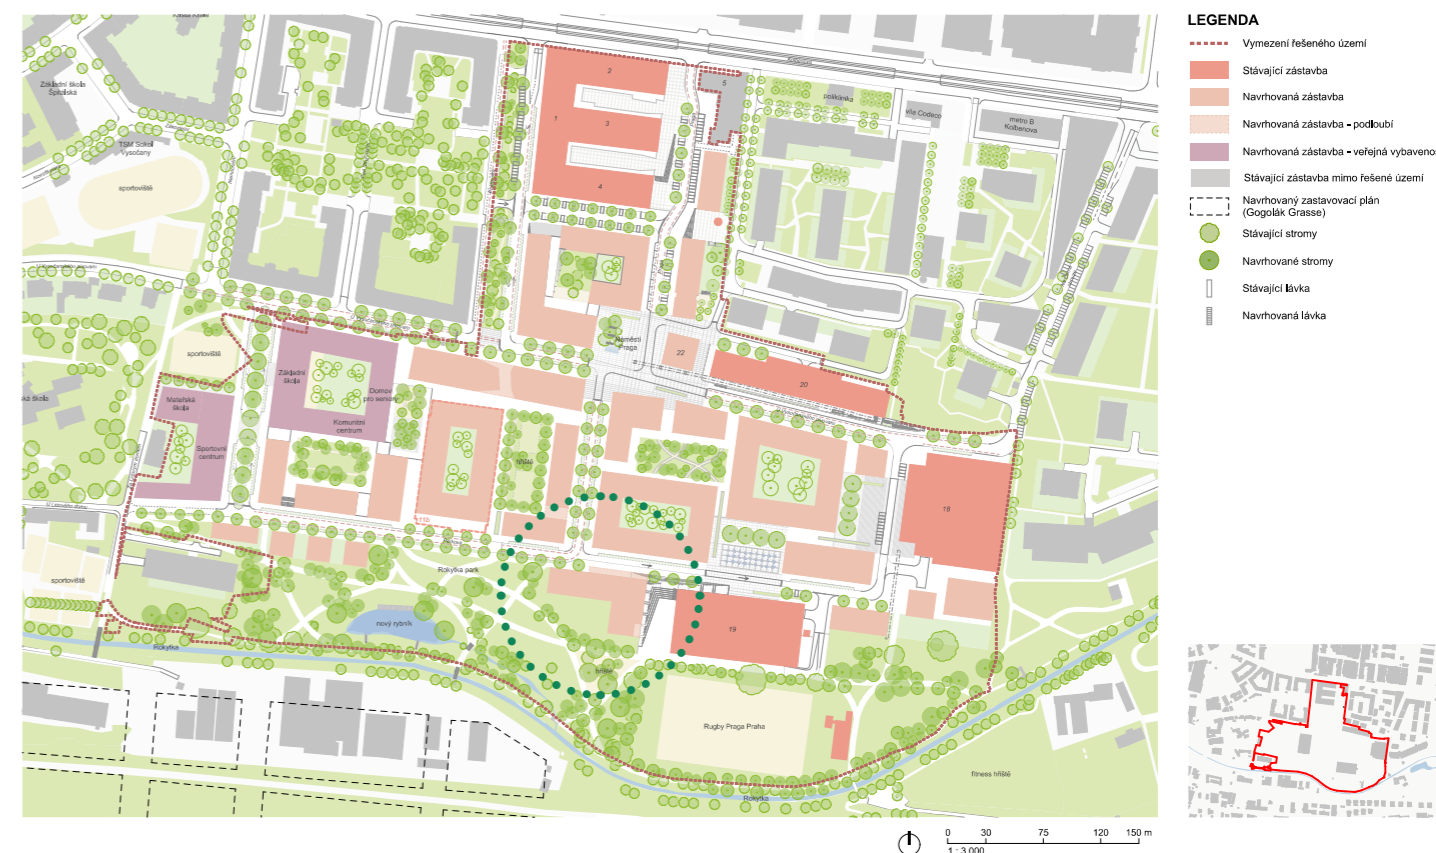 LEGENDA
Vymezení řešeného území
Stávající zástavba
Navrhovaná zástavba
Navrhovaná zástavba - podloubí
Navrhovaná zástavba - veřejná vybavenos
Stávající zástavba mimo řešené území
Navrhovaný zastavovací plán
(Gogolák Grasse)
Stávající stromy
Navrhované stromy
Stávající lávka
Navrhovaná lávka
Základní škola
Špitálská
TSM Sokol
Vysočany
sportoviště
poliklinika
vila Codeco
metro B
Kolbenova
1
2
3
4
5
Náměstí
Praga
22
20
sportoviště
Základní
škola
Mateřská
škola
Domov
pro seniory
Komunitní
centrum
Sportovní
centrum
hřiště
18
Rokytka park
sportoviště
nový rybník
19
hřiště
Rokytka
Rugby Praga Praha
fitness hřiště
Rokytka
0 30 75 120 150 m
1 : 3 000